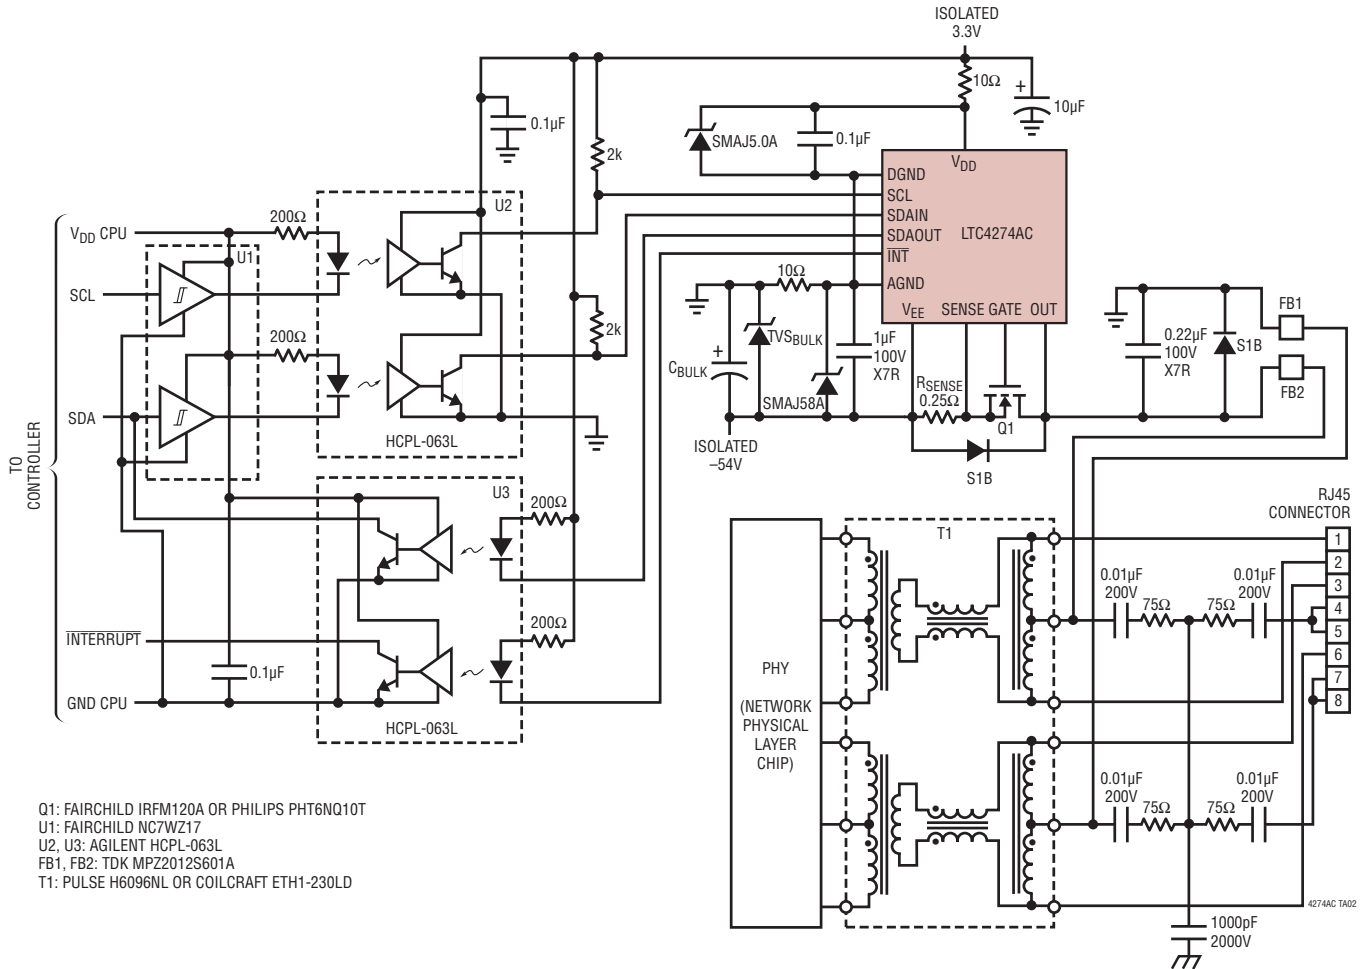 ISOLATED
3.3V
10Ω
+
10µF
0.1µF
SMAJ5.0A
0.1µF
2k
VDD
DGND
SCL
SDAIN
SDAOUT
INT
AGND
LTC4274AC
VEE
SENSE GATE OUT
U2
200Ω
VDD CPU
U1
SCL
200Ω
SDA
HCPL-063L
2k
10Ω
+
CBULK
TVSBULK
SMAJ58A
1µF
100V
X7R
RSENSE
0.25Ω
Q1
S1B
ISOLATED
–54V
0.22µF
100V
X7R
S1B
FB1
FB2
TO
CONTROLLER
U3
200Ω
200Ω
INTERRUPT
0.1µF
GND CPU
HCPL-063L
RJ45
CONNECTOR
T1
1
2
3
4
5
6
7
8
0.01µF
200V
75Ω
75Ω
0.01µF
200V
PHY
(NETWORK
PHYSICAL
LAYER
CHIP)
0.01µF
200V
75Ω
75Ω
0.01µF
200V
1000pF
2000V
Q1: FAIRCHILD IRFM120A OR PHILIPS PHT6NQ10T
U1: FAIRCHILD NC7WZ17
U2, U3: AGILENT HCPL-063L
FB1, FB2: TDK MPZ2012S601A
T1: PULSE H6096NL OR COILCRAFT ETH1-230LD
4274AC TA02